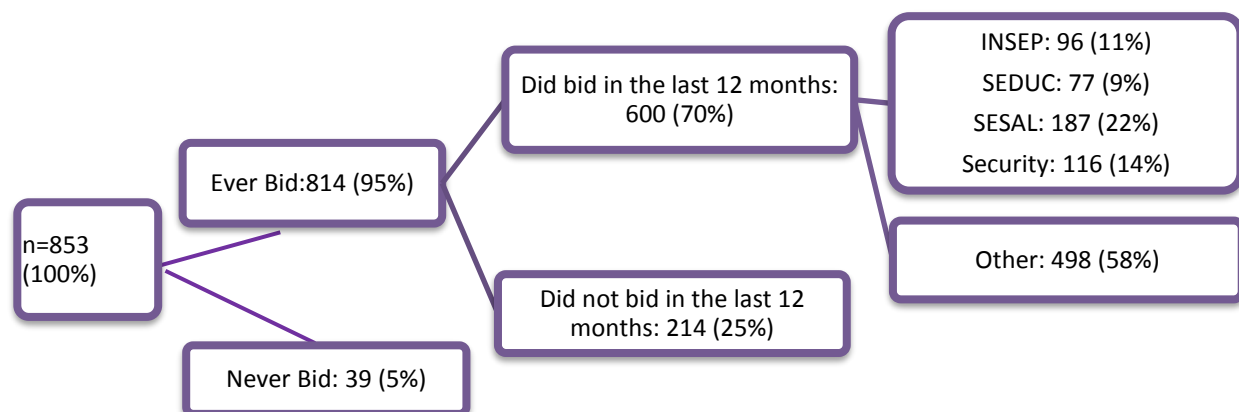 n=853
(100%)
Ever Bid:814 (95%)
Never Bid: 39 (5%)
Did bid in the last 12 months:
600 (70%)
Did not bid in the last 12
months: 214 (25%)
INSEP: 96 (11%)
SEDUC: 77 (9%)
SESAL: 187 (22%)
Security: 116 (14%)
Other: 498 (58%)